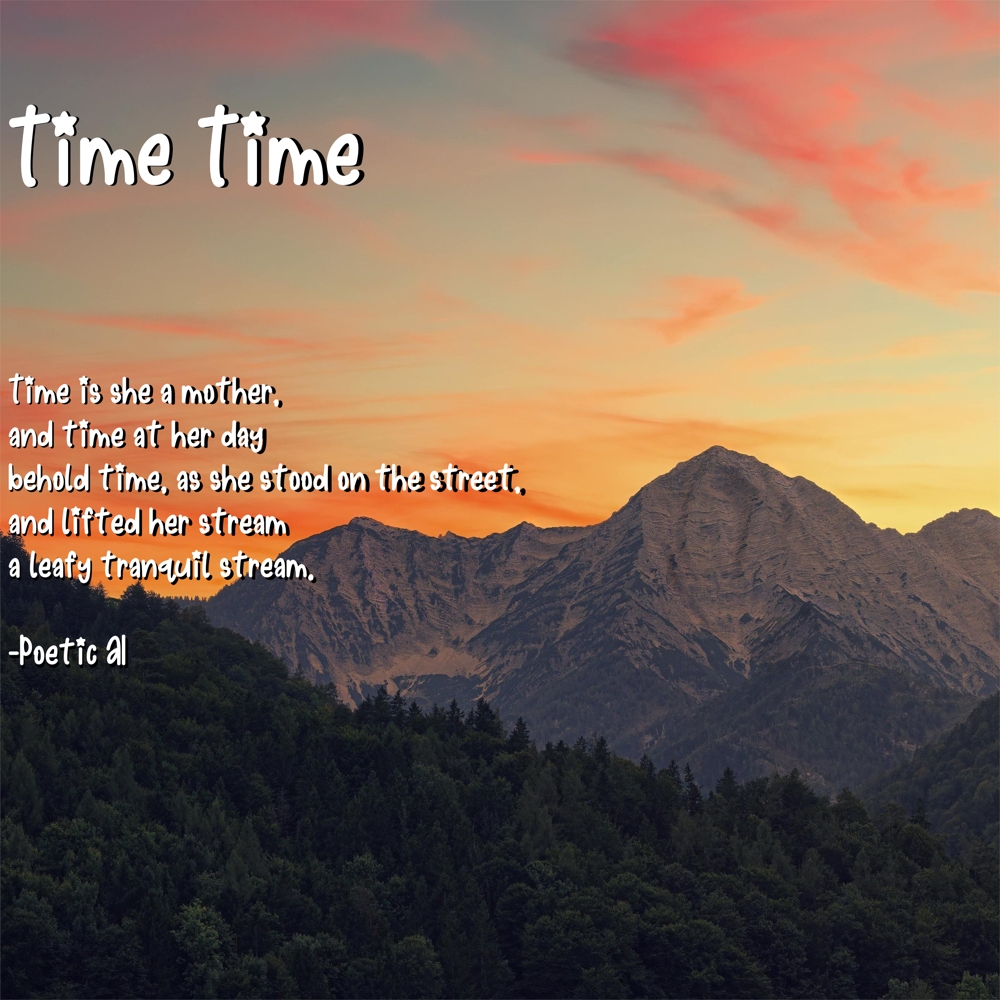 Time Time
Time is she a mother,
and time at her day
behold time, as she stood on the street,
and lifted her stream
a leafy tranquil stream.
-Poetic AI